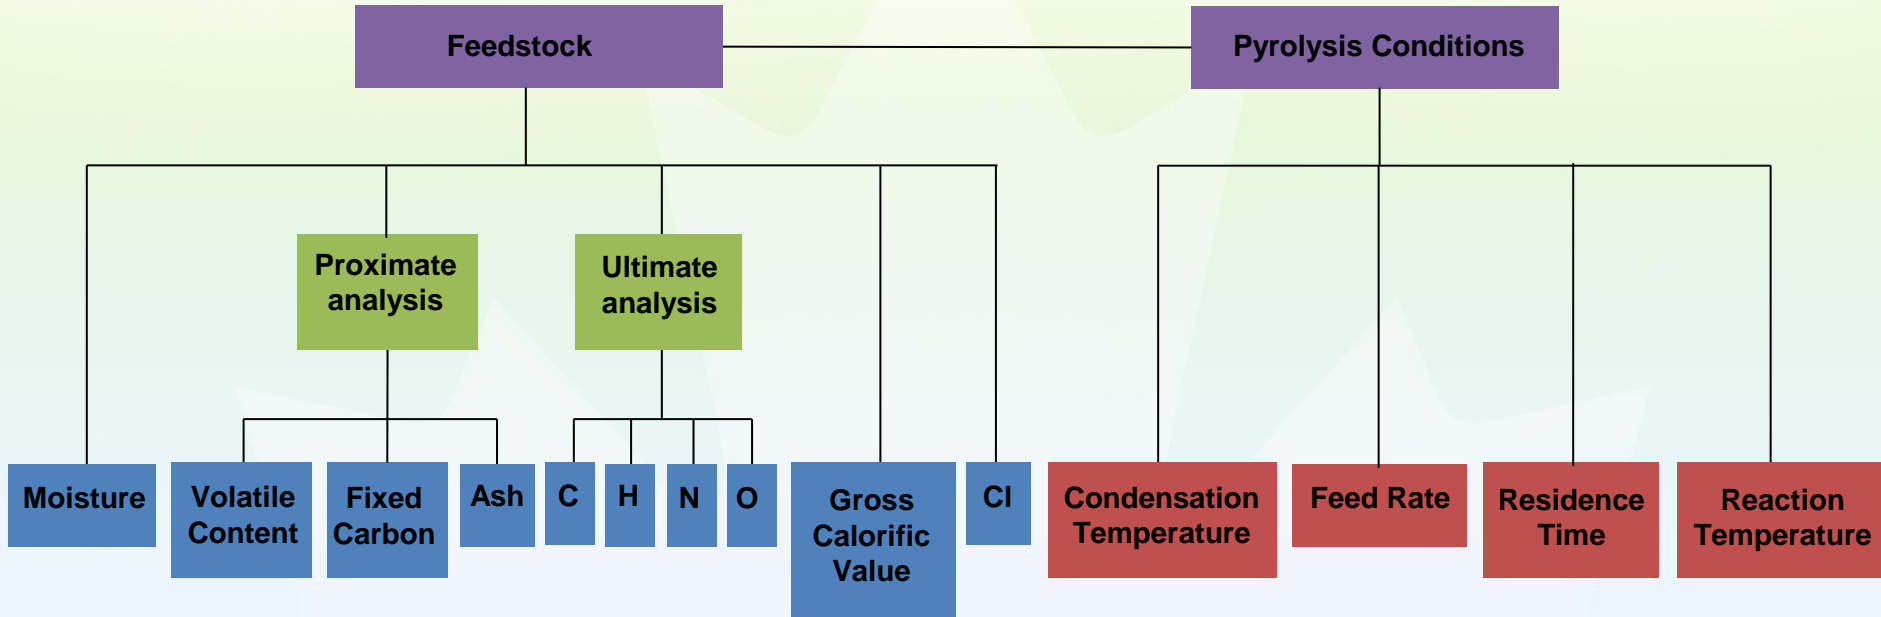 Feedstock
Pyrolysis Conditions
Proximate
analysis
Ultimate
analysis
Moisture
Volatile
Content
Fixed
Carbon
Ash
C
H
N
O
Gross
Calorific
Value
Cl
Condensation
Temperature
Feed Rate
Residence
Time
Reaction
Temperature